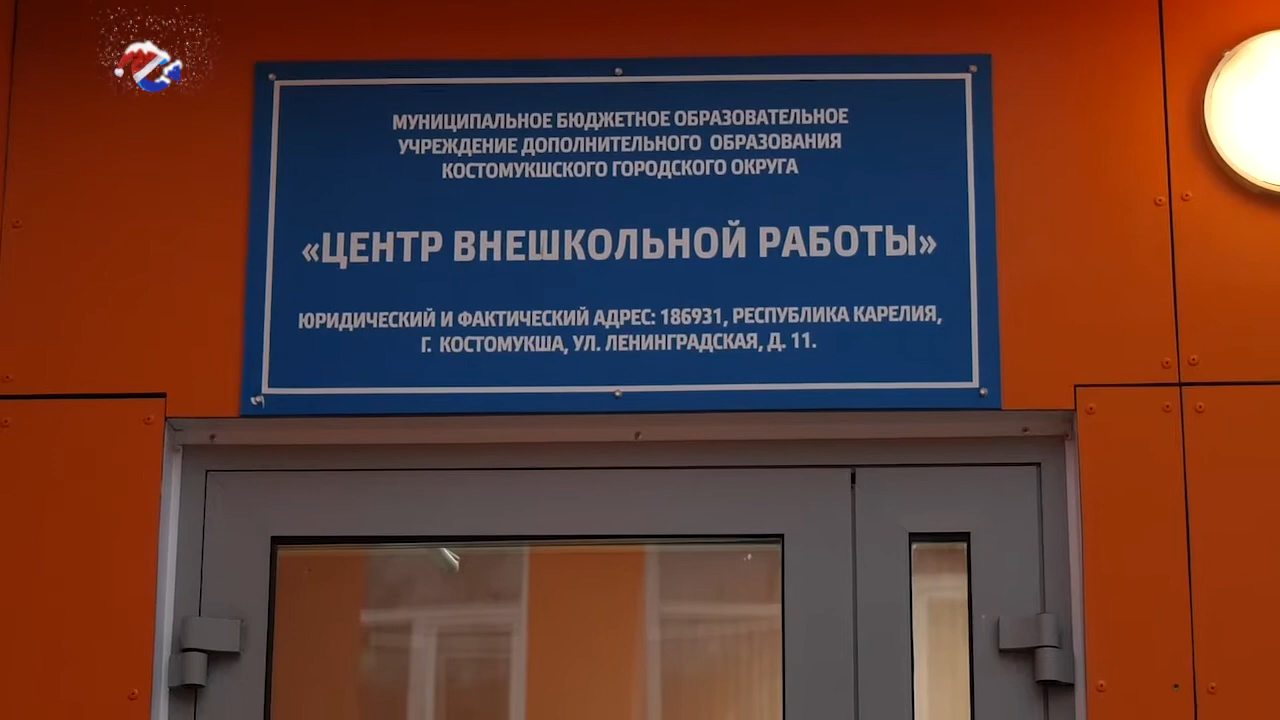 МУНИЦИПАЛЬНОЕ БЮДЖЕТНОЕ ОБРАЗОВАТЕЛЬНОЕ
УЧРЕЖДЕНИЕ ДОПОЛНИТЕЛЬНОГО ОБРАЗОВАНИЯ
КОСТОМУКШСКОГО ГОРОДСКОГО ОКРУГА
«ЦЕНТР ВНЕШКОЛЬНОЙ РАБОТЫ»
ЮРИДИЧЕСКИЙ И ФАКТИЧЕСКИЙ АДРЕС: 186931, РЕСПУБЛИКА КАРЕЛИЯ,
Г. КОСТОМУКША, УЛ. ЛЕНИНГРАДСКАЯ, Д. 11.